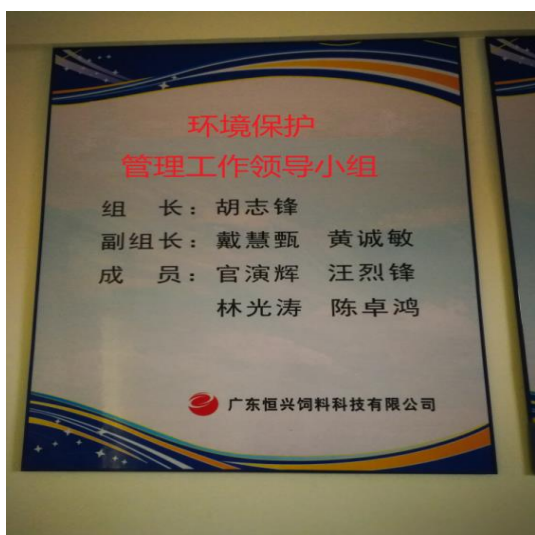 环境保护
管理工作领导小组
组 长：胡志锋
副组长：戴慧甄 黄诚敏
成 员：官演辉 汪烈锋
林光涛 陈卓鸿
广东恒兴饲料科技有限公司